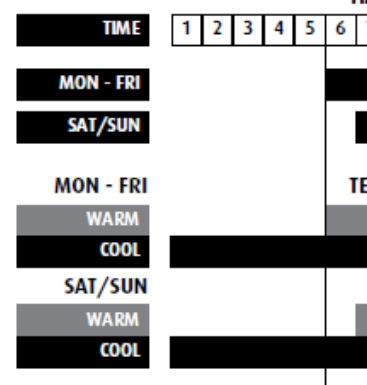 TIME 1 2 3 4 5 6
MON - FRI
SAT/SUN
MON - FRI TE
WARM
COOL
SAT/SUN
WARM
COOL